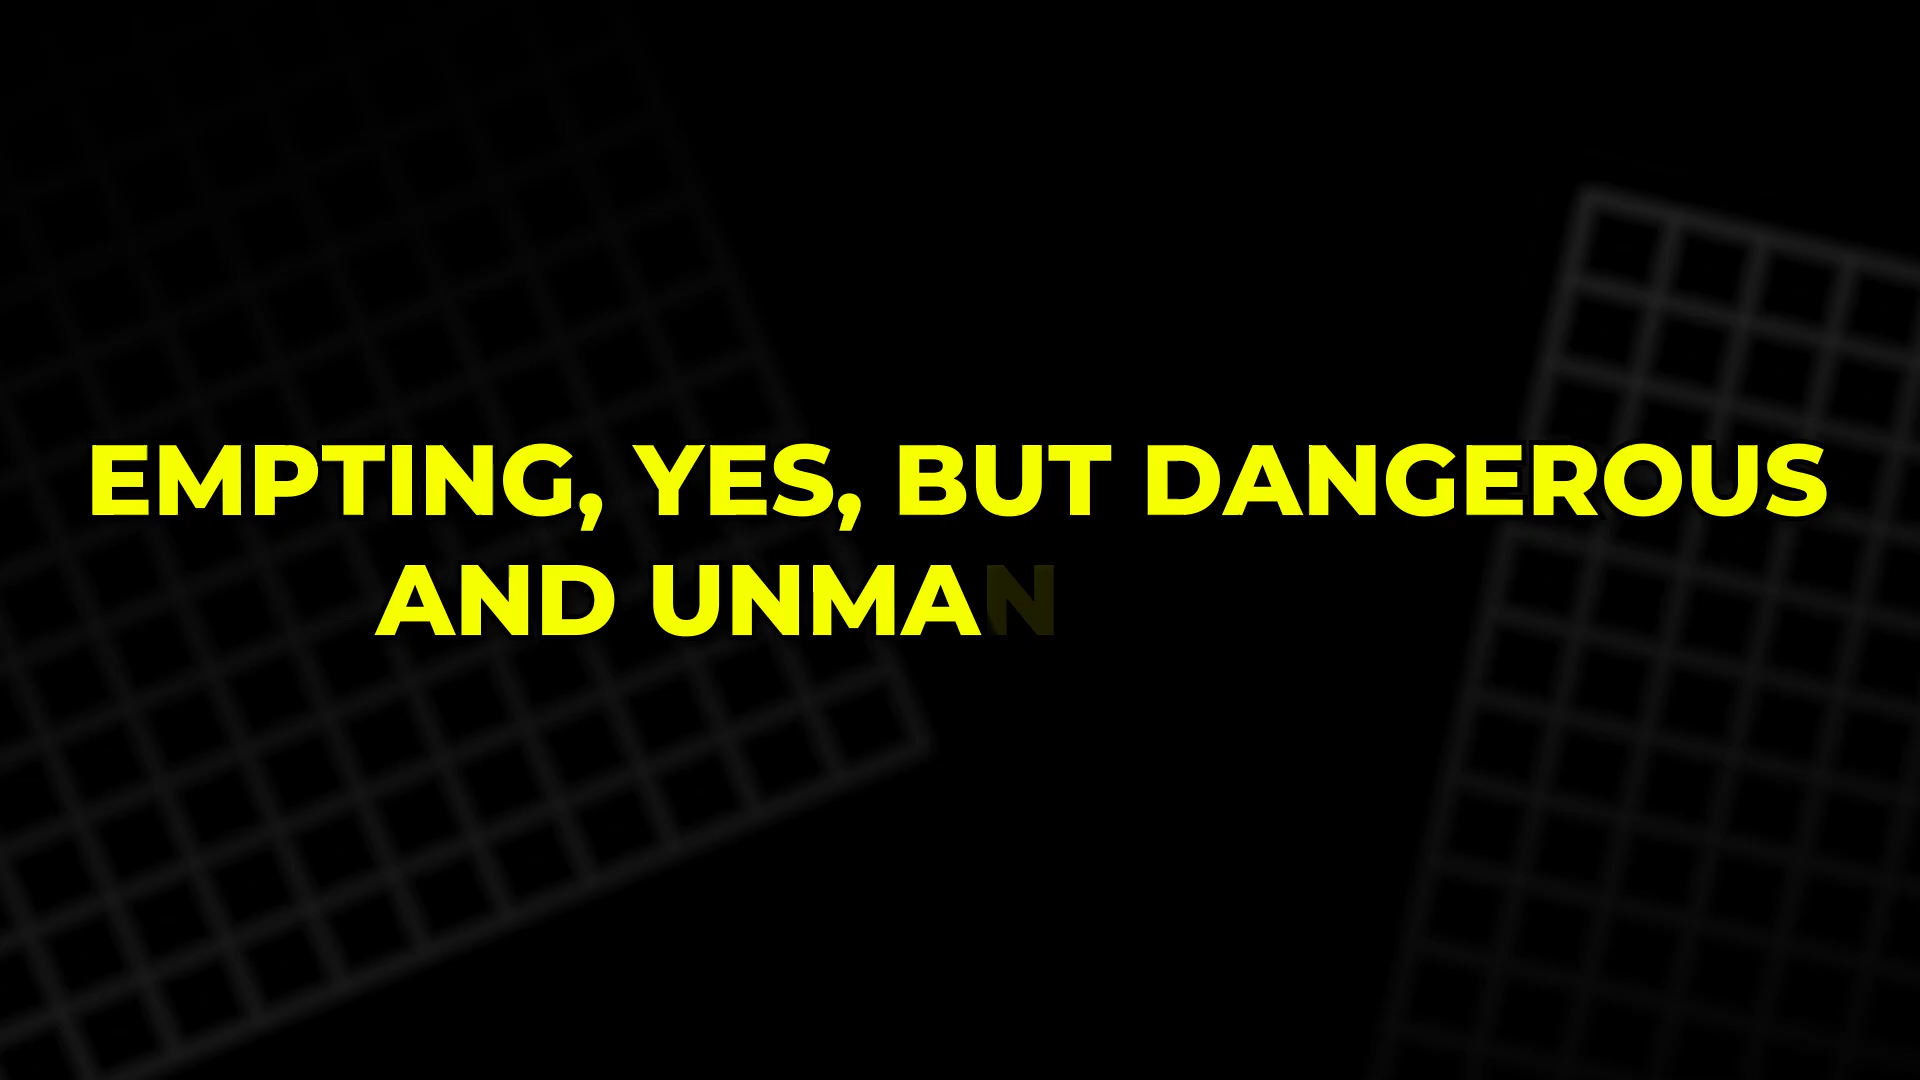 EMPTING, YES, BUT DANGEROUS
AND UNMAN